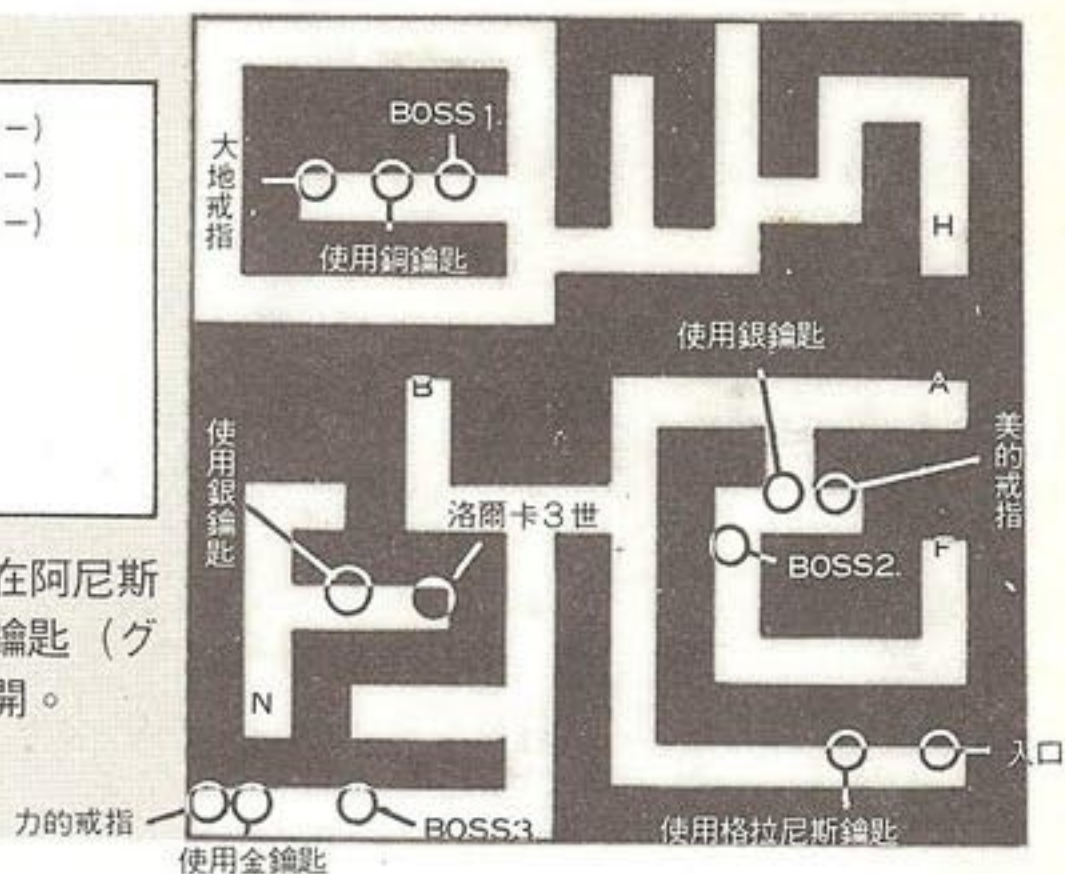 ー)
ー)
ー)
在阿尼斯
鑰匙 (グ
開。
BOSS 1.
大地戒指
使用銅鑰匙
H
使用銀鑰匙
B
A
使用銀鑰匙
美的戒指
洛爾卡3世
F
BOSS2.
N
入口
力的戒指
BOSS3.
使用格拉尼斯鑰匙
使用金鑰匙